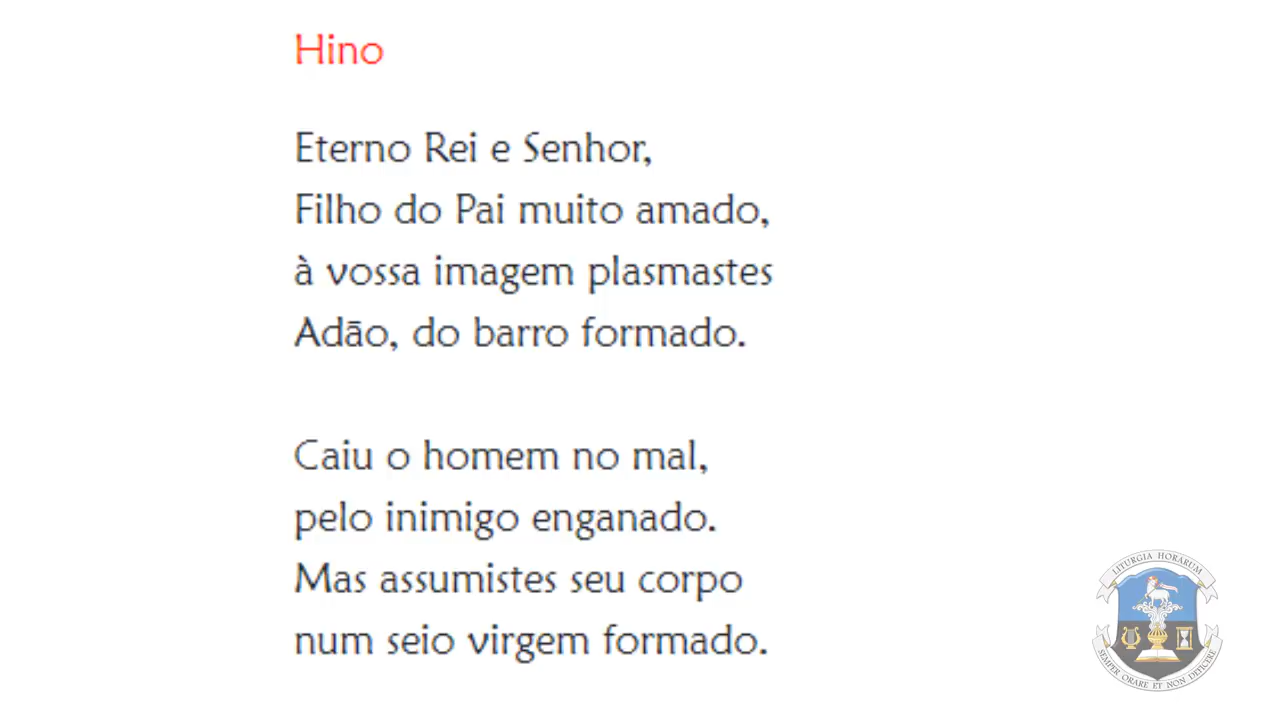 Hino
Eterno Rei e Senhor,
Filho do Pai muito amado,
à vossa imagem plasmastes
Adão, do barro formado.
Caiu o homem no mal,
pelo inimigo enganado.
Mas assumistes seu corpo
num seio virgem formado.
LITURGIA HORARUM
SEMPER ORARE ET NON DEFICERE